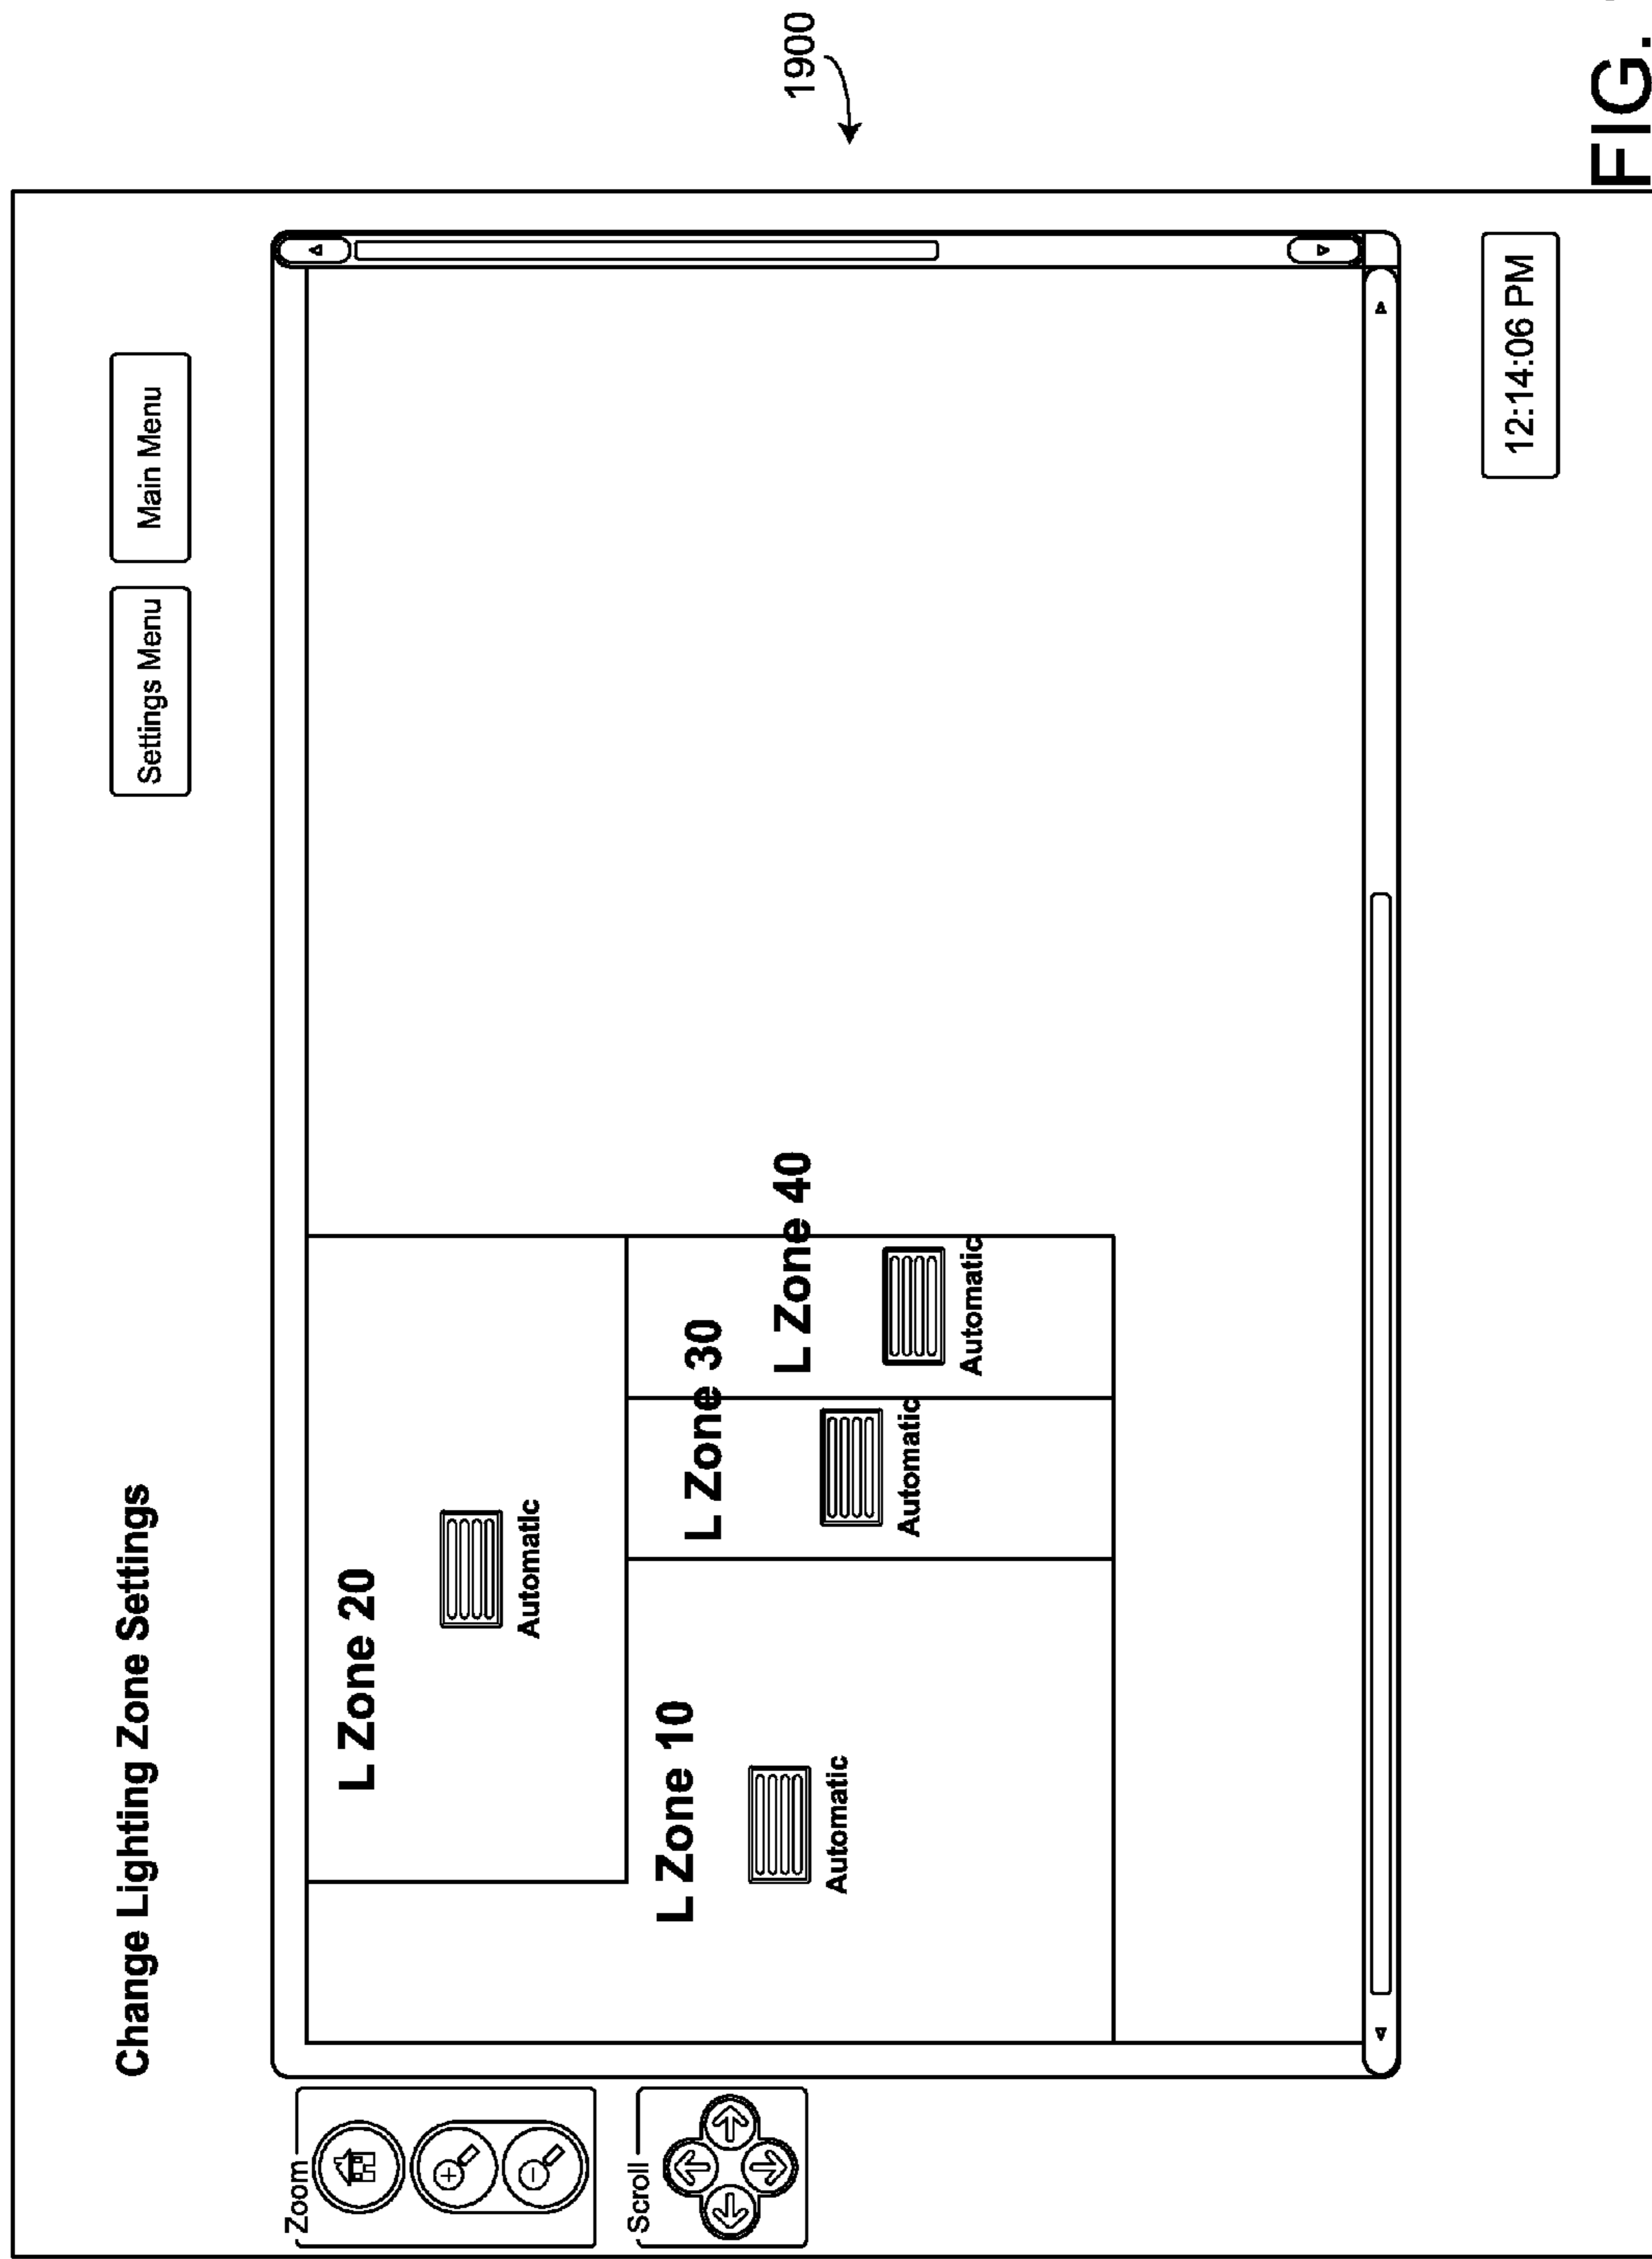 Change Lighting Zone Settings
Settings Menu
Main Menu
Zoom
Scroll
L Zone 20
Automatic
L Zone 10
Automatic
L Zone 30
Automatic
L Zone 40
Automatic
12:14:06 PM
1900
FIG.